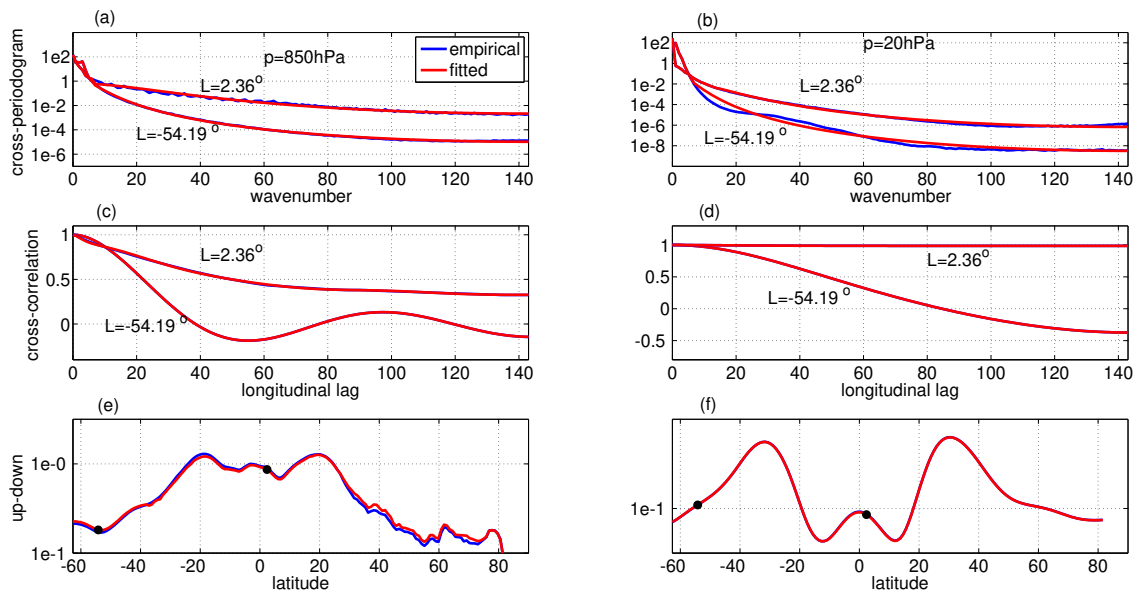 (a)
cross-periodogram
1e2
1
1e-2
1e-4
1e-6
p=850hPa
L=2.36°
L=-54.19 °
empirical
fitted
0 20 40 60 80 100 120 140
wavenumber
(b)
1e2
1
1e-2
1e-4
1e-6
1e-8
p=20hPa
L=2.36°
L=-54.19 °
0 20 40 60 80 100 120 140
wavenumber
(c)
cross-correlation
1
0.5
0
L=2.36°
L=-54.19 °
0 20 40 60 80 100 120 140
longitudinal lag
(d)
1
0.5
0
-0.5
L=2.36°
L=-54.19 °
0 20 40 60 80 100 120 140
longitudinal lag
(e)
up-down
1e-0
1e-1
-60 -40 -20 0 20 40 60 80
latitude
(f)
1e-1
-60 -40 -20 0 20 40 60 80
latitude